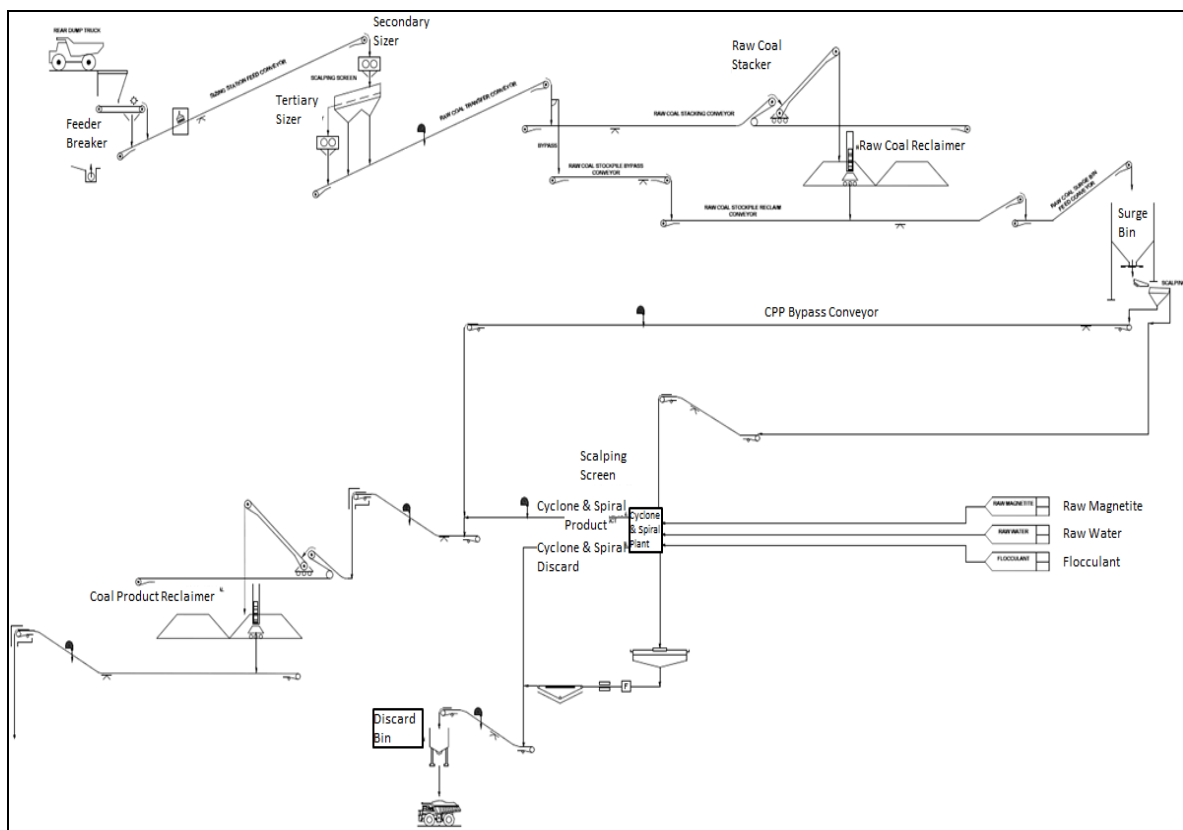 REAR DUMP TRUCK
Feeder
Breaker
SIZING STATION FEED CONVEYOR
Secondary
Sizer
SCALPING SCREEN
Tertiary
Sizer
RAW COAL TRANSFER CONVEYOR
BYPASS
RAW COAL STACKING CONVEYOR
Raw Coal
Stacker
Raw Coal Reclaimer
RAW COAL STOCKPILE BYPASS
CONVEYOR
RAW COAL STOCKPILE RECLAIM
CONVEYOR
RAW COAL SURGE BIN
FEED CONVEYOR
Surge
Bin
SCALPING
CPP Bypass Conveyor
Scalping
Screen
Cyclone & Spiral
Product
Cyclone
& Spiral
Plant
Cyclone & Spiral
Discard
RAW MAGNETITE
Raw Magnetite
RAW WATER
Raw Water
FLOCCULANT
Flocculant
Coal Product Reclaimer
F
Discard
Bin